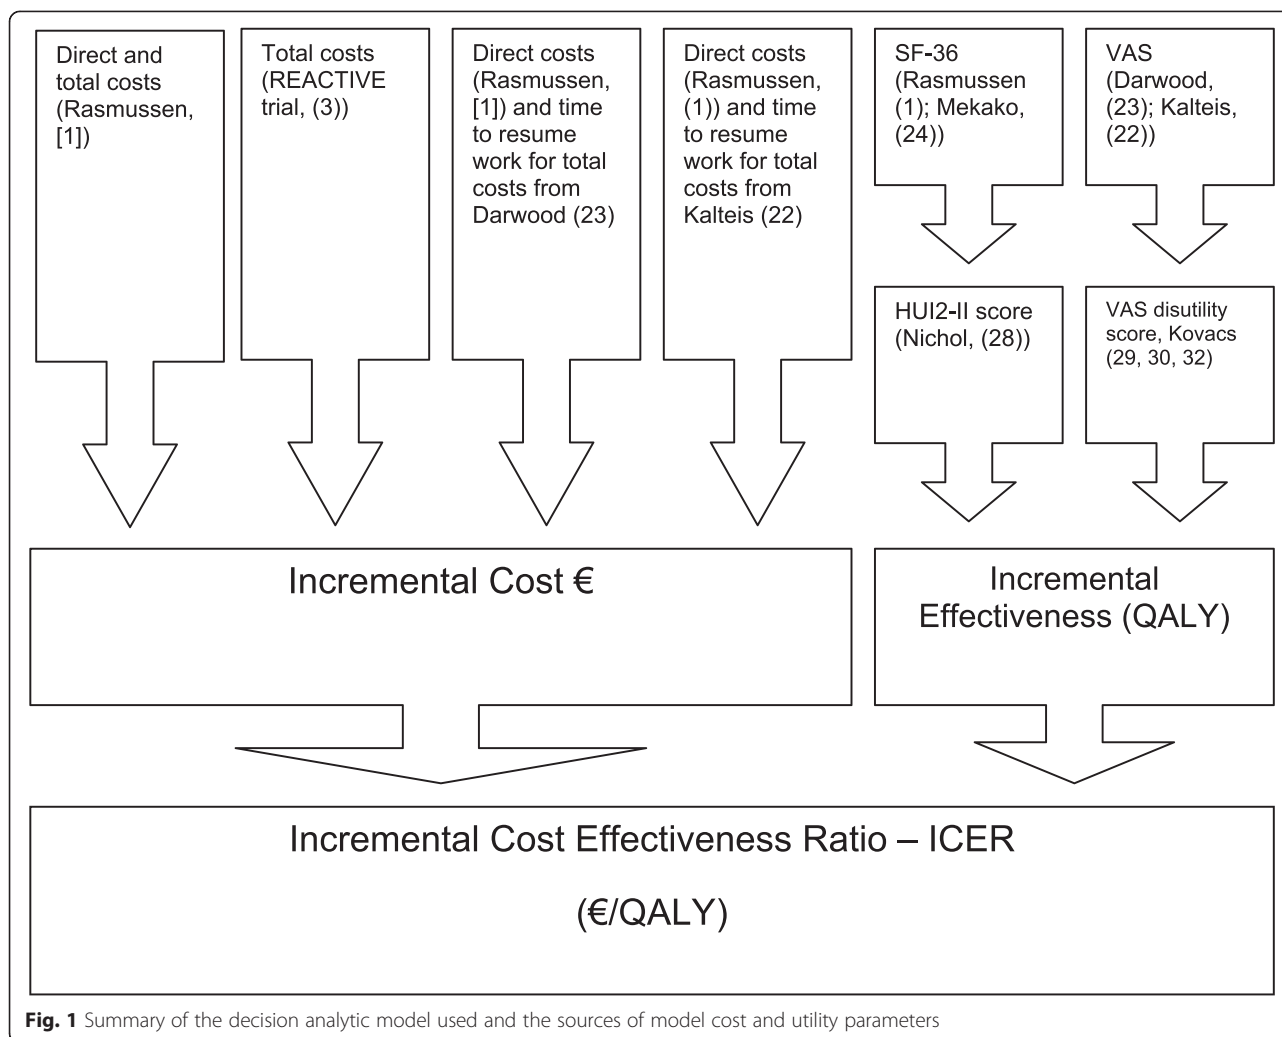 Direct and
total costs
(Rasmussen,
[1])
Total costs
(REACTIVE
trial, (3))
Direct costs
(Rasmussen,
[1]) and time
to resume
work for total
costs from
Darwood (23)
Direct costs
(Rasmussen,
(1)) and time
to resume
work for total
costs from
Kalteis (22)
SF-36
(Rasmussen
(1); Mekako,
(24))
VAS
(Darwood,
(23); Kalteis,
(22))
HUI2-II score
(Nichol, (28))
VAS disutility
score, Kovacs
(29, 30, 32)
Incremental Cost €
Incremental
Effectiveness (QALY)
Incremental Cost Effectiveness Ratio – ICER
(€/QALY)
Fig. 1 Summary of the decision analytic model used and the sources of model cost and utility parameters